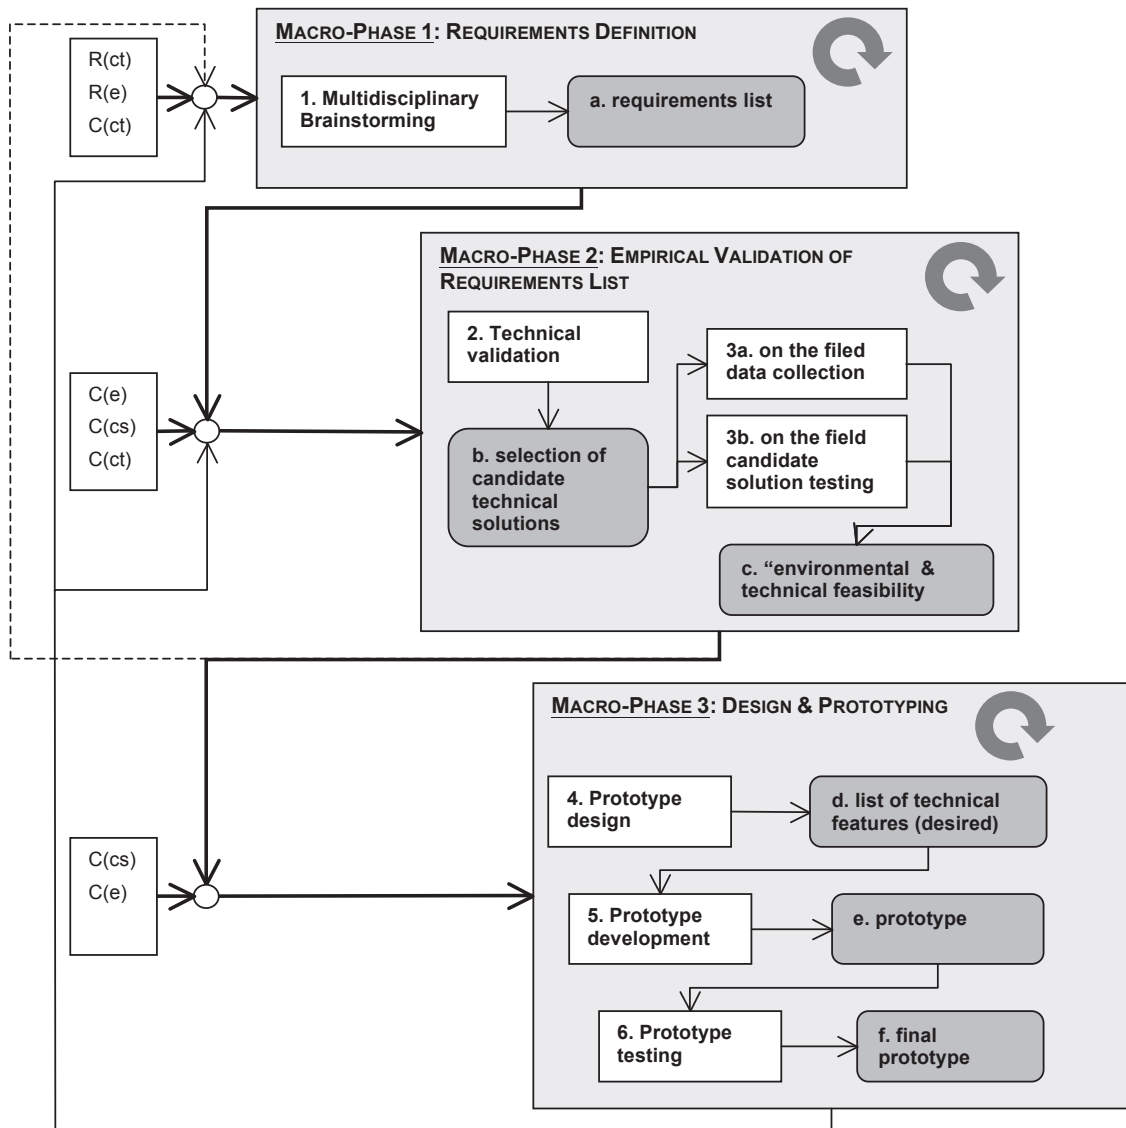 MACRO-PHASE 1: REQUIREMENTS DEFINITION
R(ct)
R(e)
C(ct)
1. Multidisciplinary
Brainstorming
a. requirements list
MACRO-PHASE 2: EMPIRICAL VALIDATION OF
REQUIREMENTS LIST
2. Technical
validation
3a. on the filed
data collection
C(e)
C(cs)
C(ct)
b. selection of
candidate
technical
solutions
3b. on the field
candidate
solution testing
c. “environmental & 
technical feasibility
MACRO-PHASE 3: DESIGN & PROTOTYPING
4. Prototype
design
d. list of technical
features (desired)
C(cs)
C(e)
5. Prototype
development
e. prototype
6. Prototype
testing
f. final
prototype